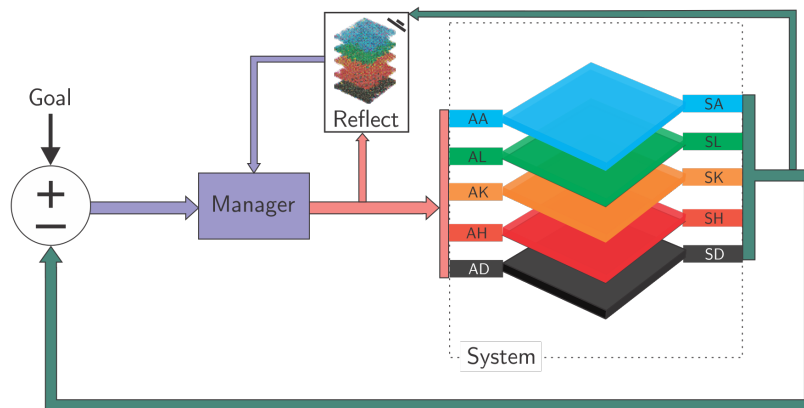 Goal
+
−
Manager
Reflect
AA
AL
AK
AH
AD
SA
SL
SK
SH
SD
System